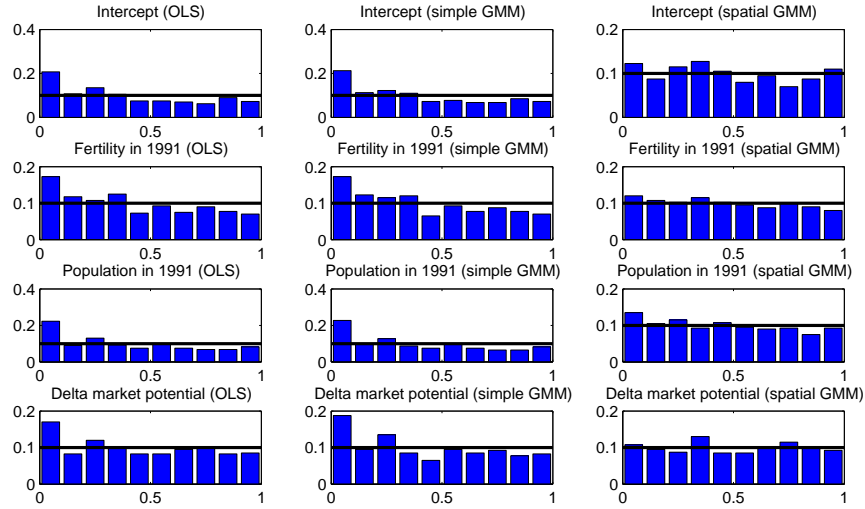 Intercept (OLS)
0.4
0.2
0
0 0.5 1
Intercept (simple GMM)
0.4
0.2
0
0 0.5 1
Intercept (spatial GMM)
0.2
0.1
0
0 0.5 1
Fertility in 1991 (OLS)
0.2
0.1
0
0 0.5 1
Fertility in 1991 (simple GMM)
0.2
0.1
0
0 0.5 1
Fertility in 1991 (spatial GMM)
0.2
0.1
0
0 0.5 1
Population in 1991 (OLS)
0.4
0.2
0
0 0.5 1
Population in 1991 (simple GMM)
0.4
0.2
0
0 0.5 1
Population in 1991 (spatial GMM)
0.2
0.1
0
0 0.5 1
Delta market potential (OLS)
0.2
0.1
0
0 0.5 1
Delta market potential (simple GMM)
0.2
0.1
0
0 0.5 1
Delta market potential (spatial GMM)
0.2
0.1
0
0 0.5 1